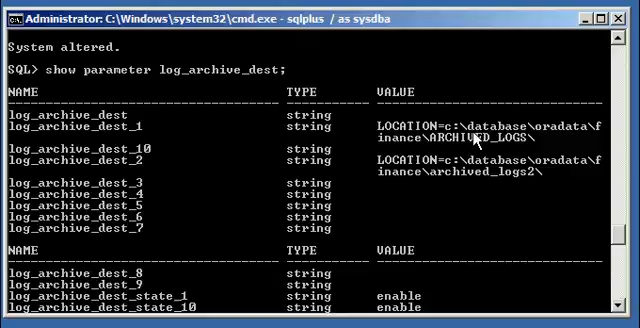 Administrator: C:\Windows\system32\cmd.exe - sqlplus / as sysdba
System altered.
SQL> show parameter log_archive_dest;
NAME TYPE VALUE
log_archive_dest string
log_archive_dest_1 string LOCATION=c:\database\oradata\f
inance\ARCHIVED_LOGS\
log_archive_dest_10 string
log_archive_dest_2 string LOCATION=c:\database\oradata\f
inance\archived_logs2\
log_archive_dest_3 string
log_archive_dest_4 string
log_archive_dest_5 string
log_archive_dest_6 string
log_archive_dest_7 string
NAME TYPE VALUE
log_archive_dest_8 string
log_archive_dest_9 string
log_archive_dest_state_1 string enable
log_archive_dest_state_10 string enable